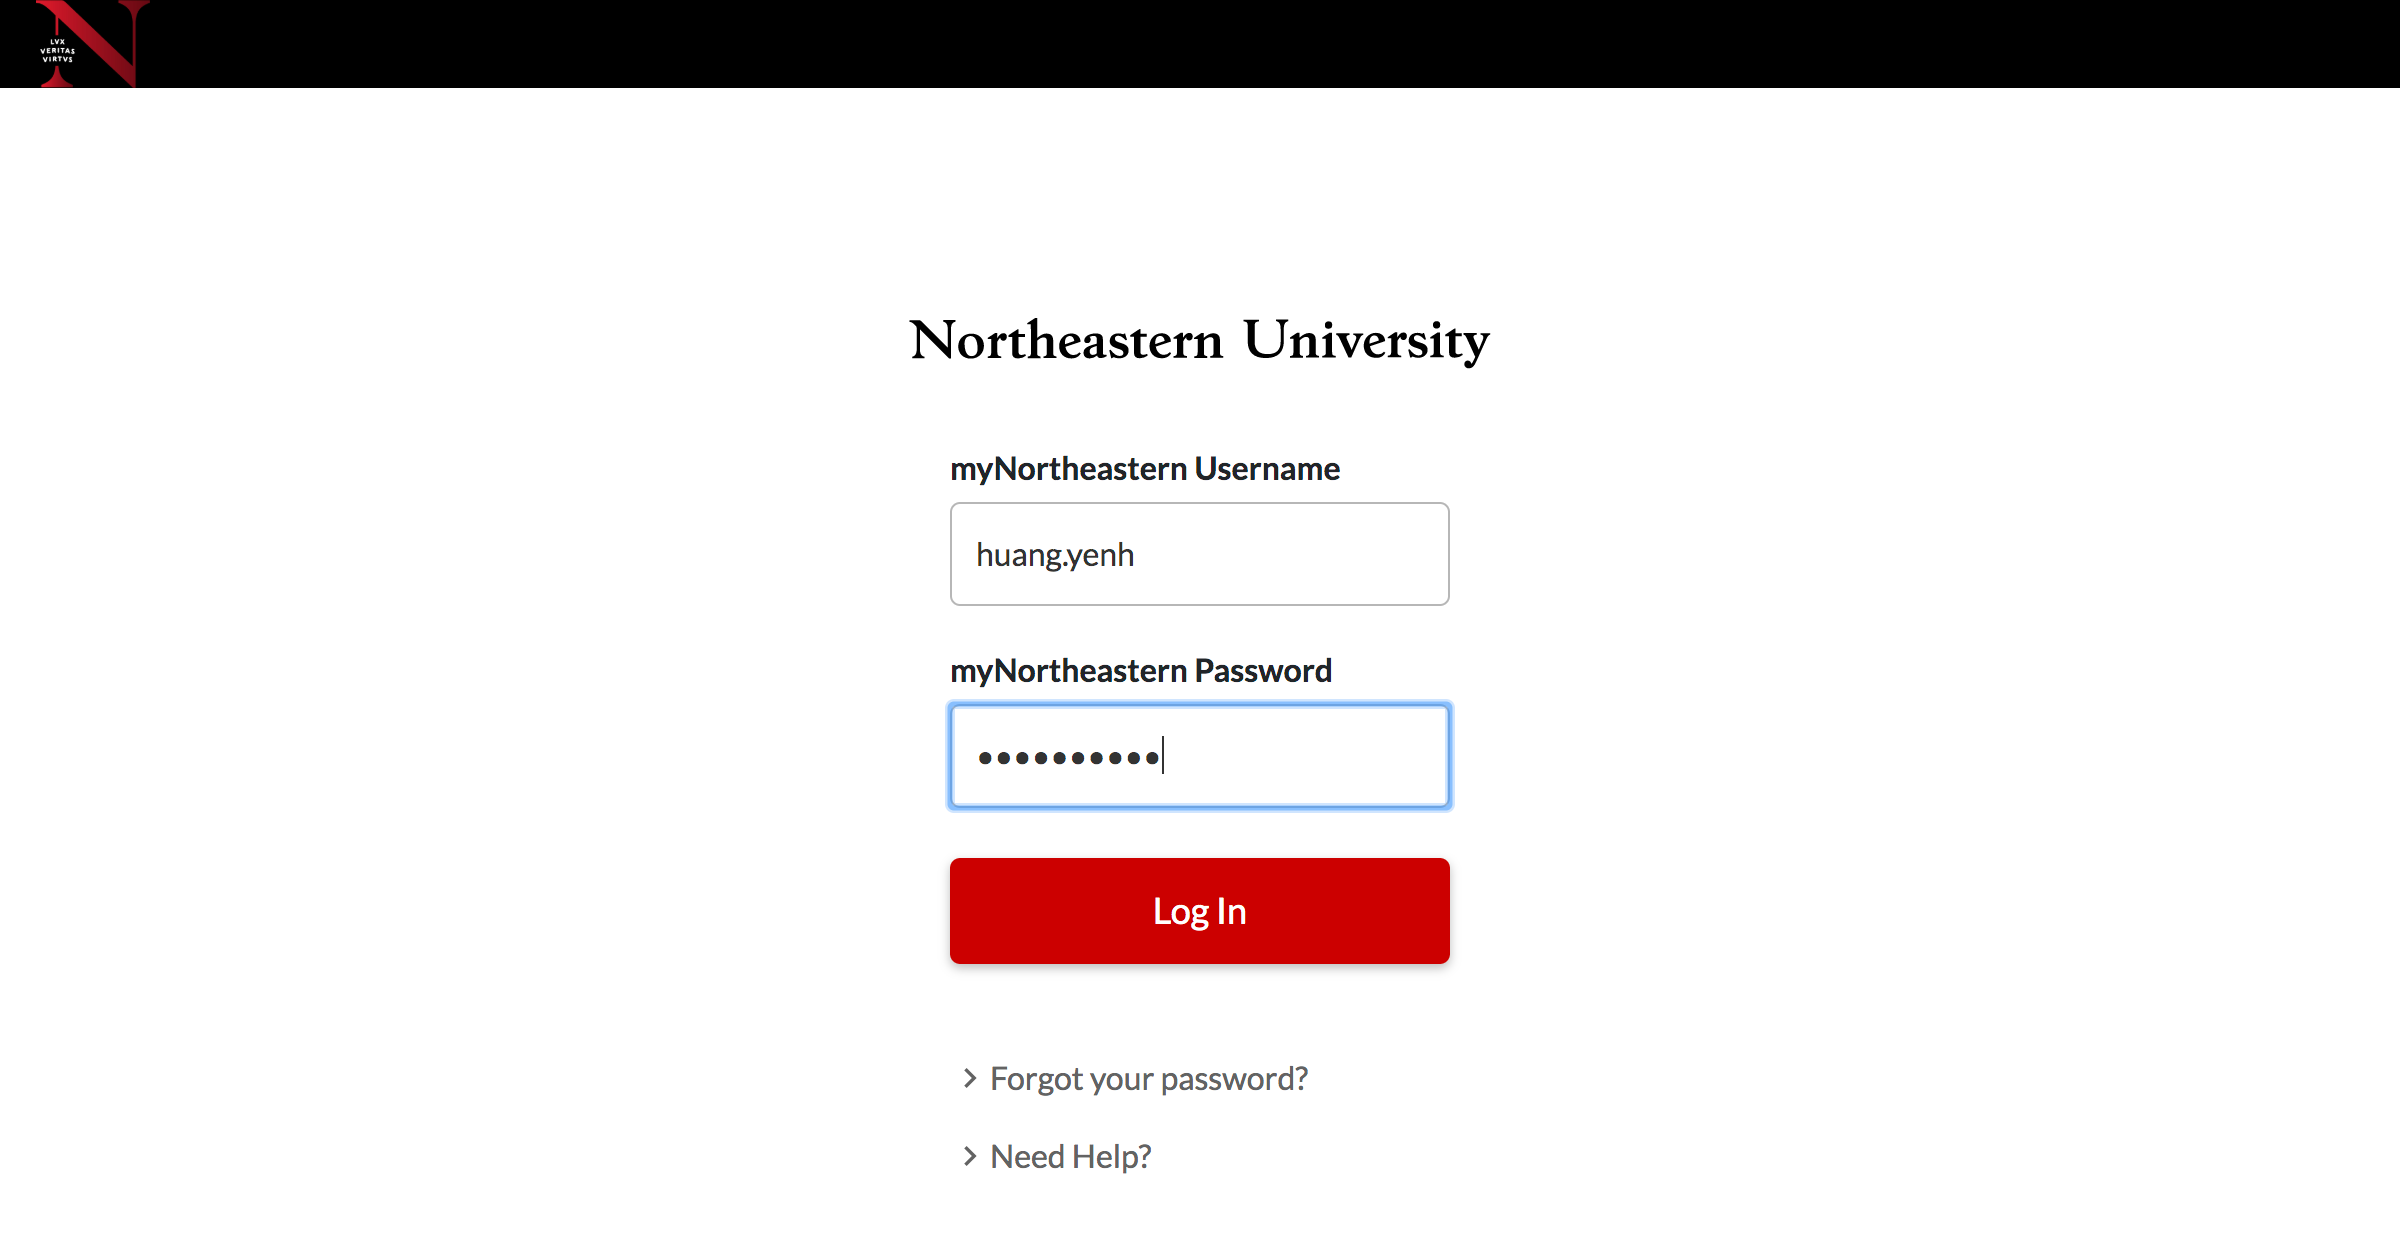 LVX
VERITAS
VIRTVS
Northeastern University
myNortheastern Username
huang.yenh
myNortheastern Password
••••••••••
Log In
Forgot your password?
Need Help?